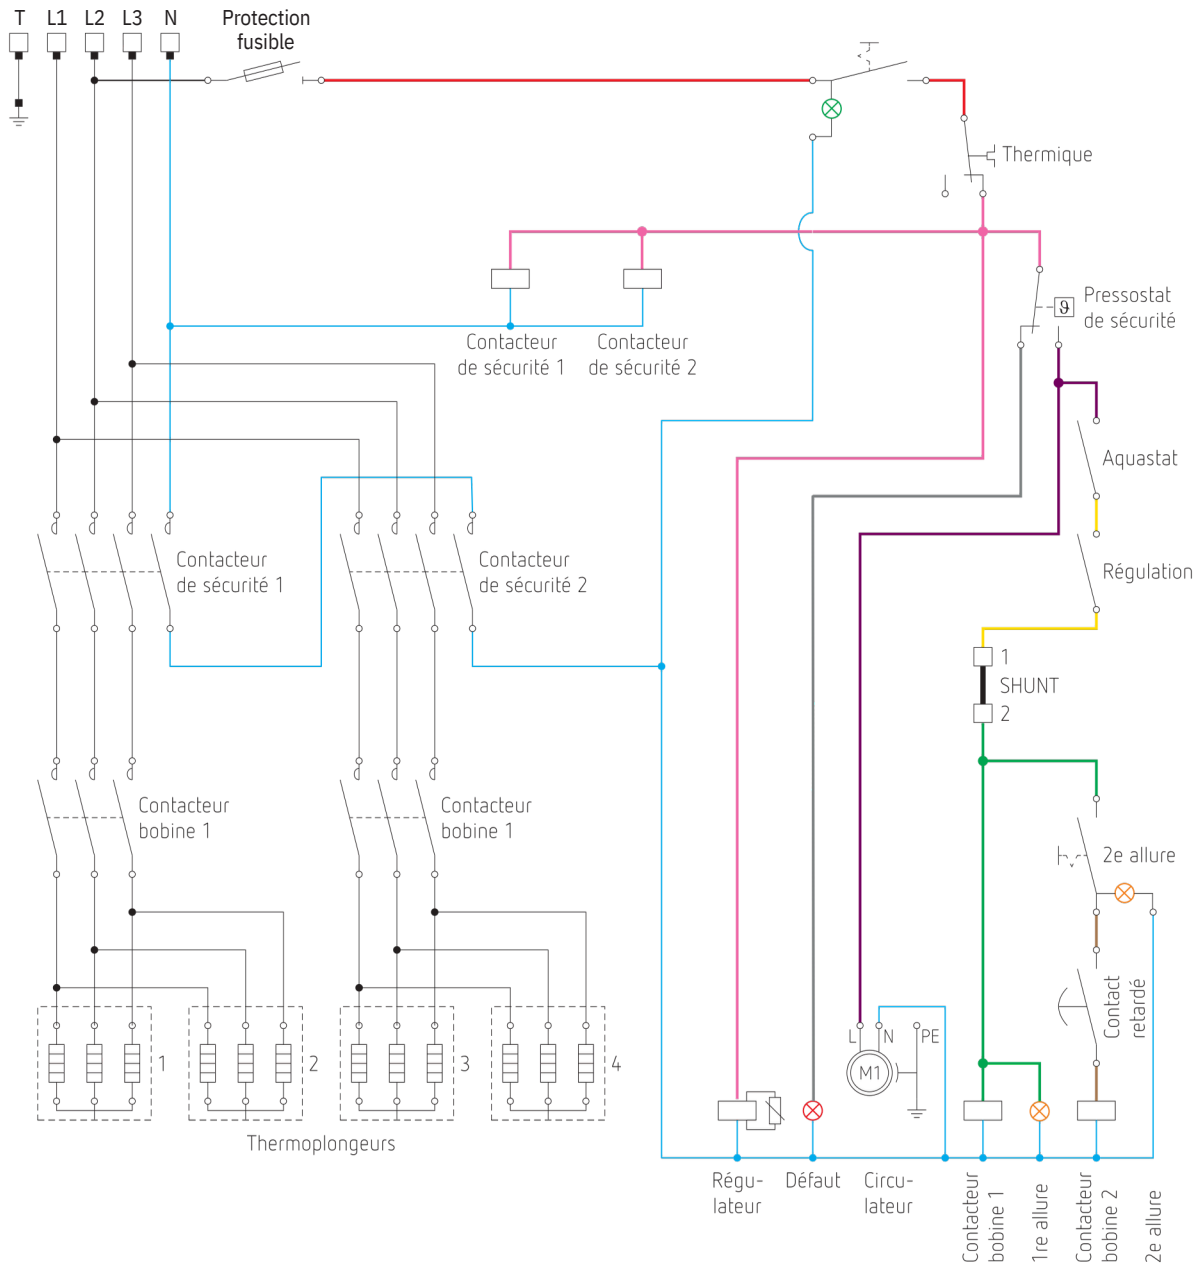 T L1 L2 L3 N
Protection
fusible
Thermique
Pressostat
de sécurité
ϑ
Contacteur
de sécurité 1
Contacteur
de sécurité 2
Aquastat
Contacteur
de sécurité 1
Contacteur
de sécurité 2
Régulation
1
SHUNT
2
Contacteur
bobine 1
Contacteur
bobine 1
2e allure
Contact
retardé
L N PE
M1
1 2 3 4
Thermoplongeurs
Régu-
lateur
Défaut
Circu-
lateur
Contacteur
bobine 1
1re allure
Contacteur
bobine 2
2e allure